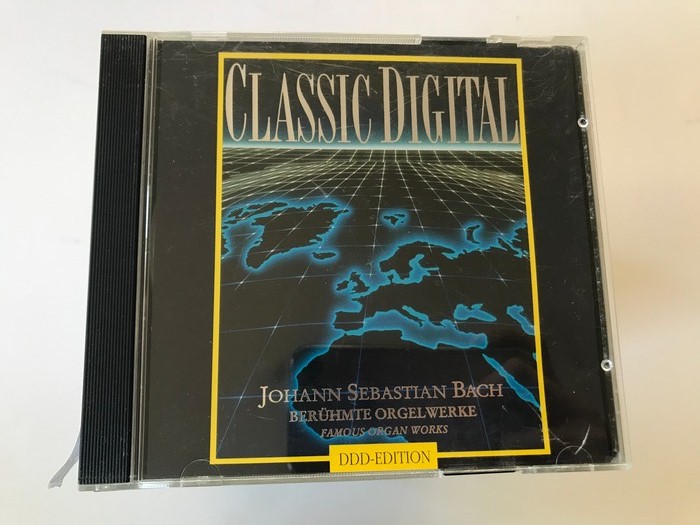 CLASSIC DIGITAL
JOHANN SEBASTIAN BACH
BERÜHMTE ORGELWERKE
FAMOUS ORGAN WORKS
DDD-EDITION